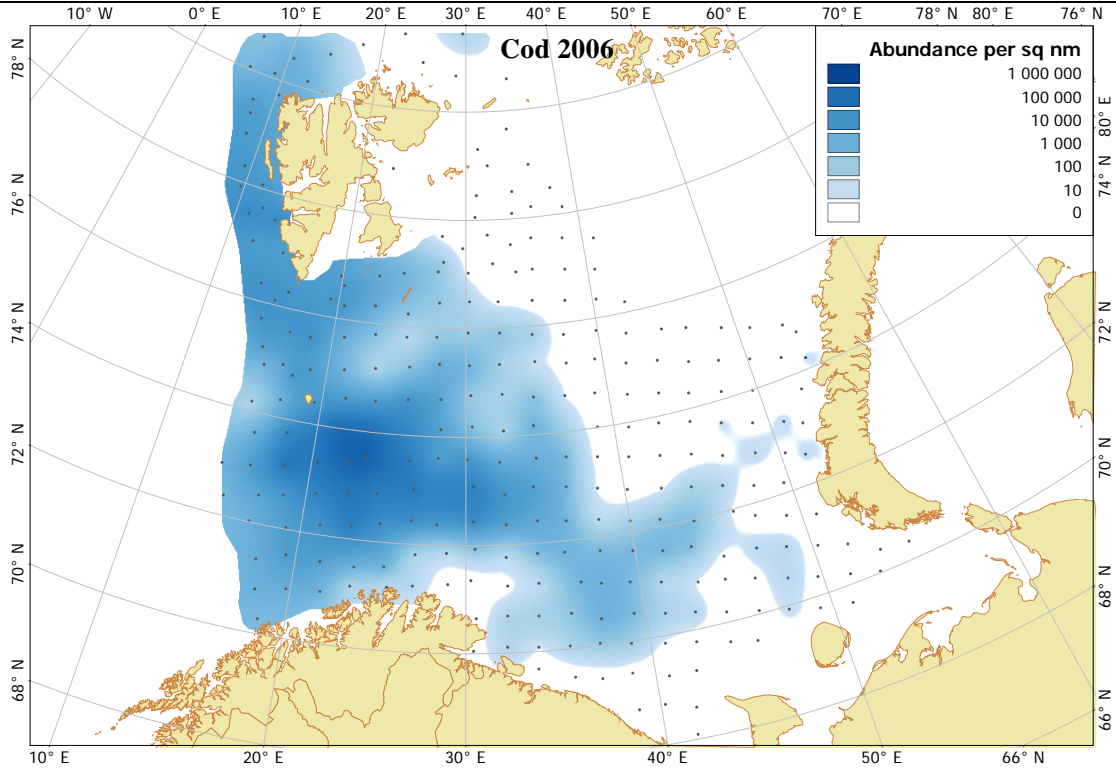 10° W 0° E 10° E 20° E 30° E 40° E 50° E 60° E 70° E 78° N 80° E 76° N
Cod 2006
Abundance per sq nm
1 000 000
100 000
10 000
1 000
100
10
0
78° N
76° N
74° N
72° N
70° N
68° N
80° E
74° N
72° N
70° N
68° N
66° N
10° E 20° E 30° E 40° E 50° E 66° N